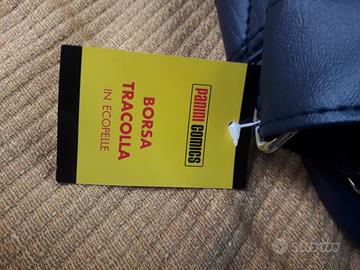 PANINI COMICS
BORSA
TRACOLLA
IN ECOPELLE
subito